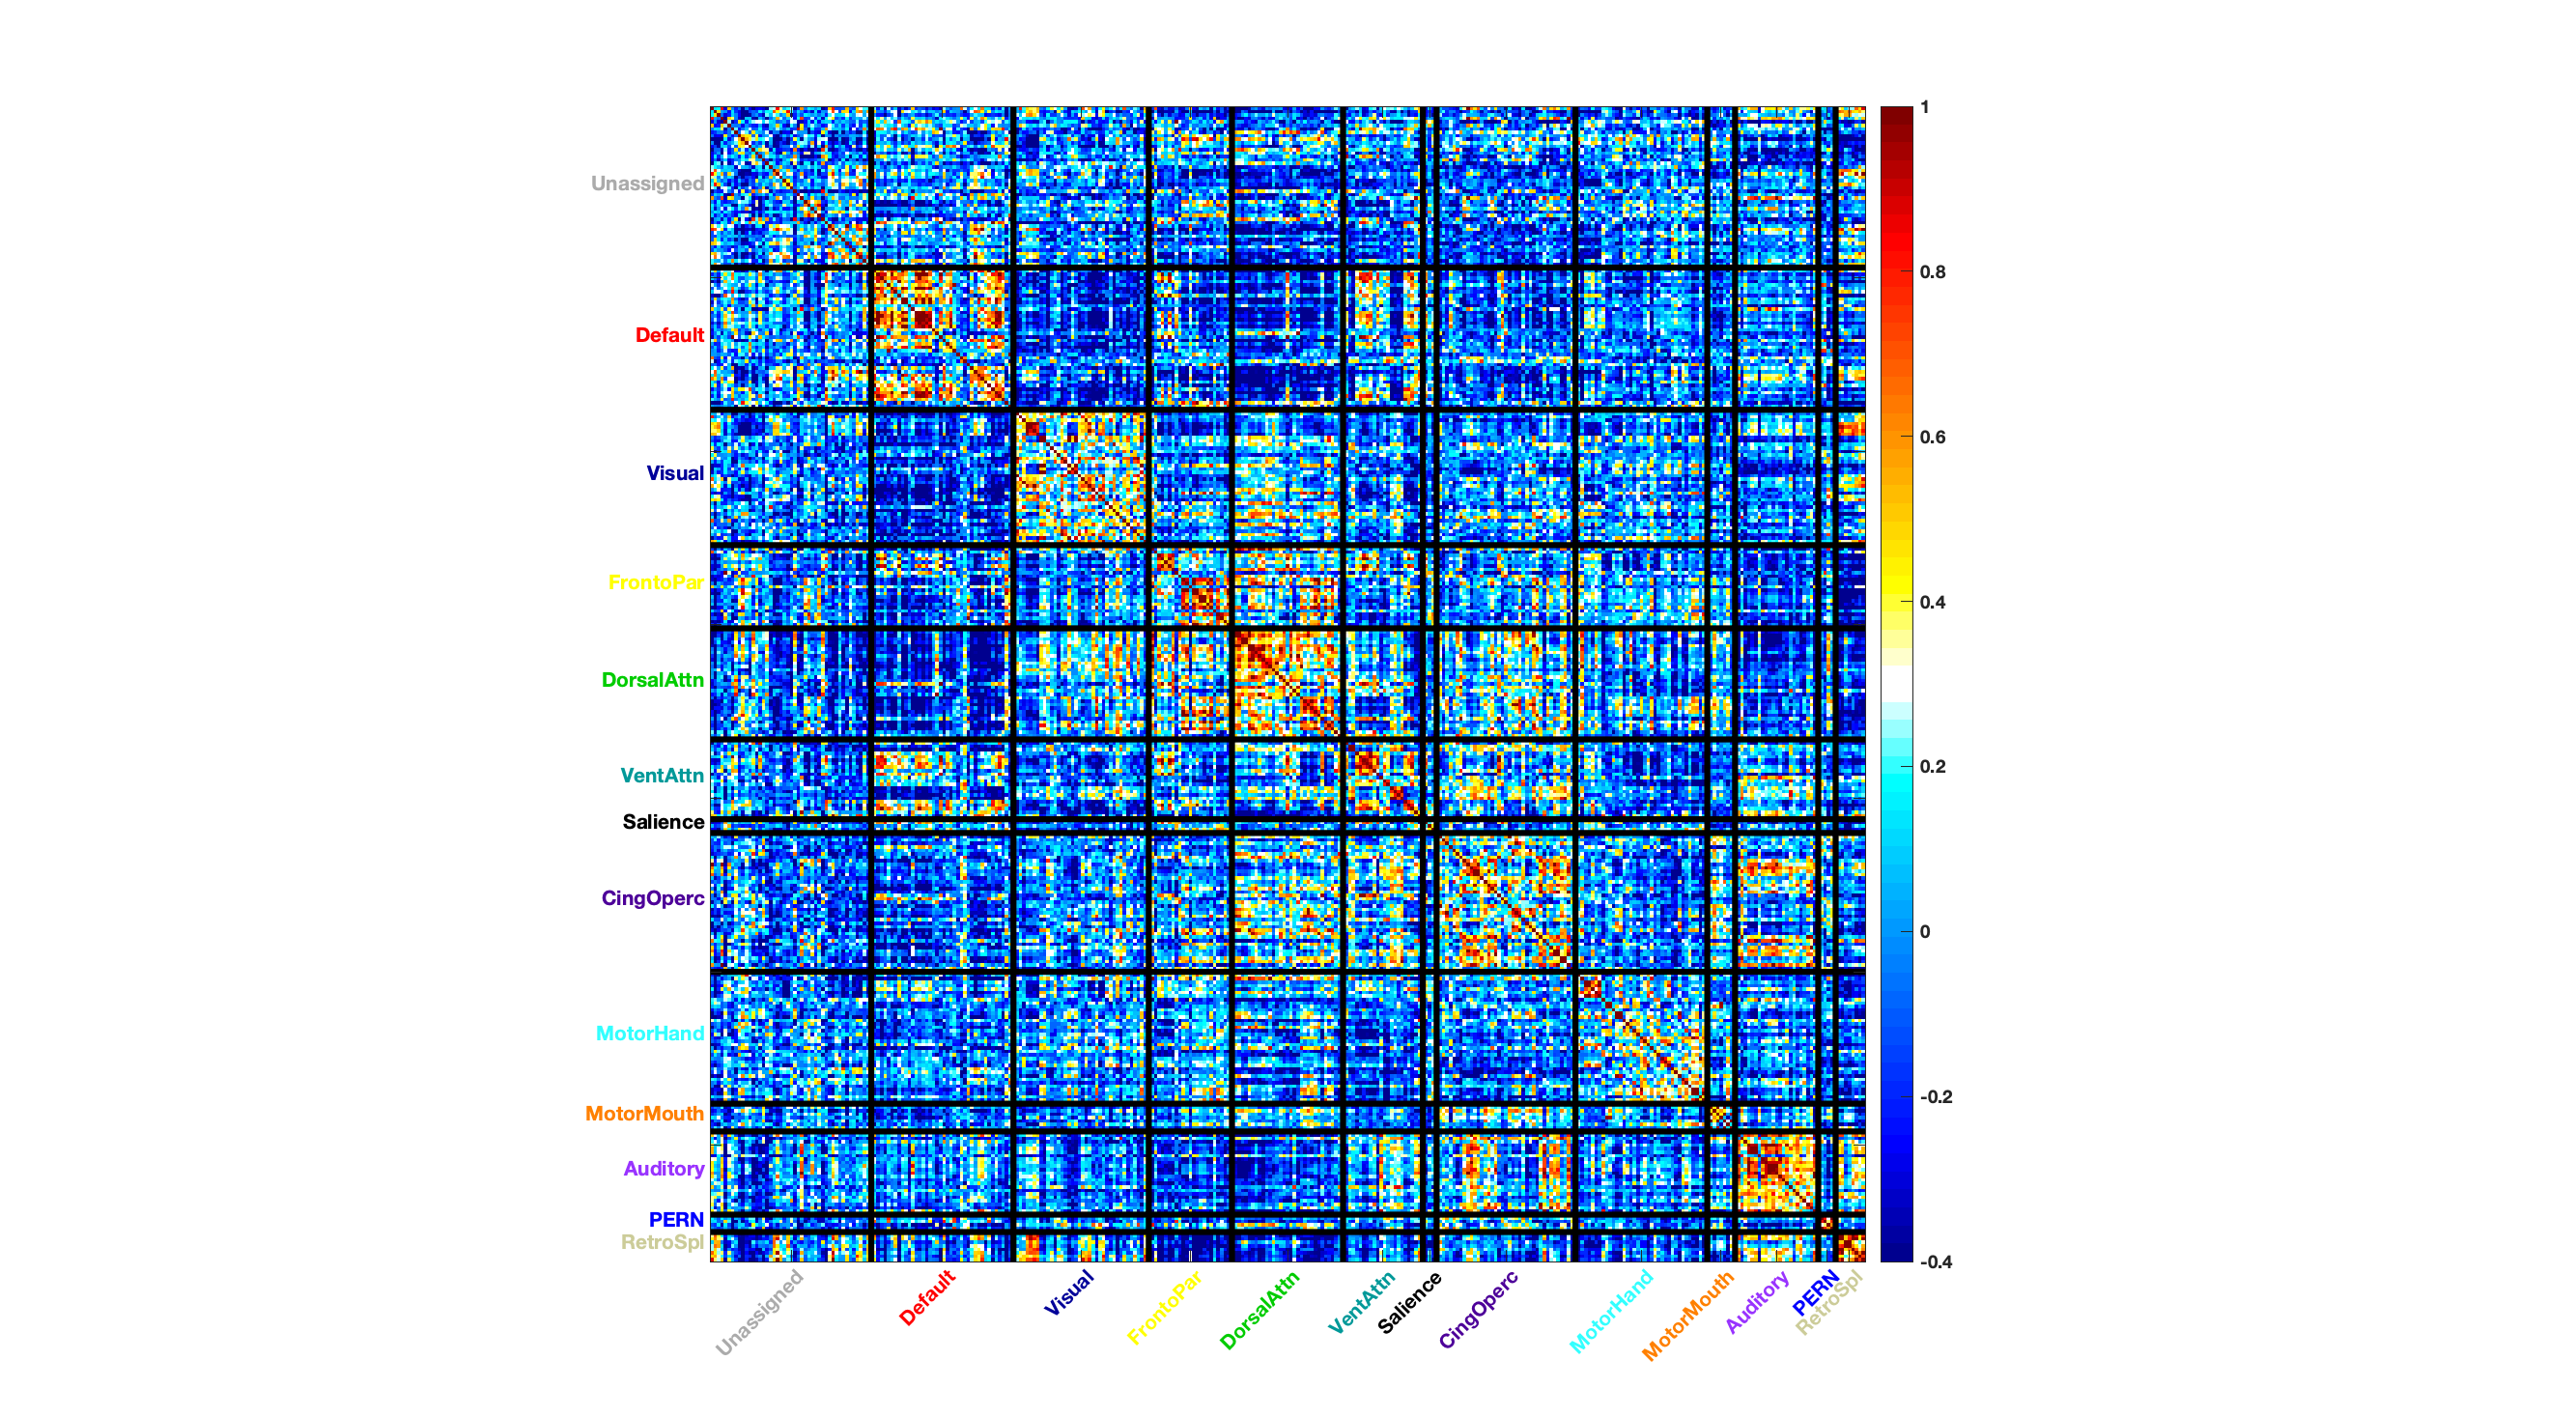 Unassigned
Default
Visual
FrontoPar
DorsalAttn
VentAttn
Salience
CingOperc
MotorHand
MotorMouth
Auditory
PERN
RetroSpl
Unassigned
Default
Visual
FrontoPar
DorsalAttn
VentAttn
Salience
CingOperc
MotorHand
MotorMouth
Auditory
PERN
RetroSpl
1
0.8
0.6
0.4
0.2
0
-0.2
-0.4